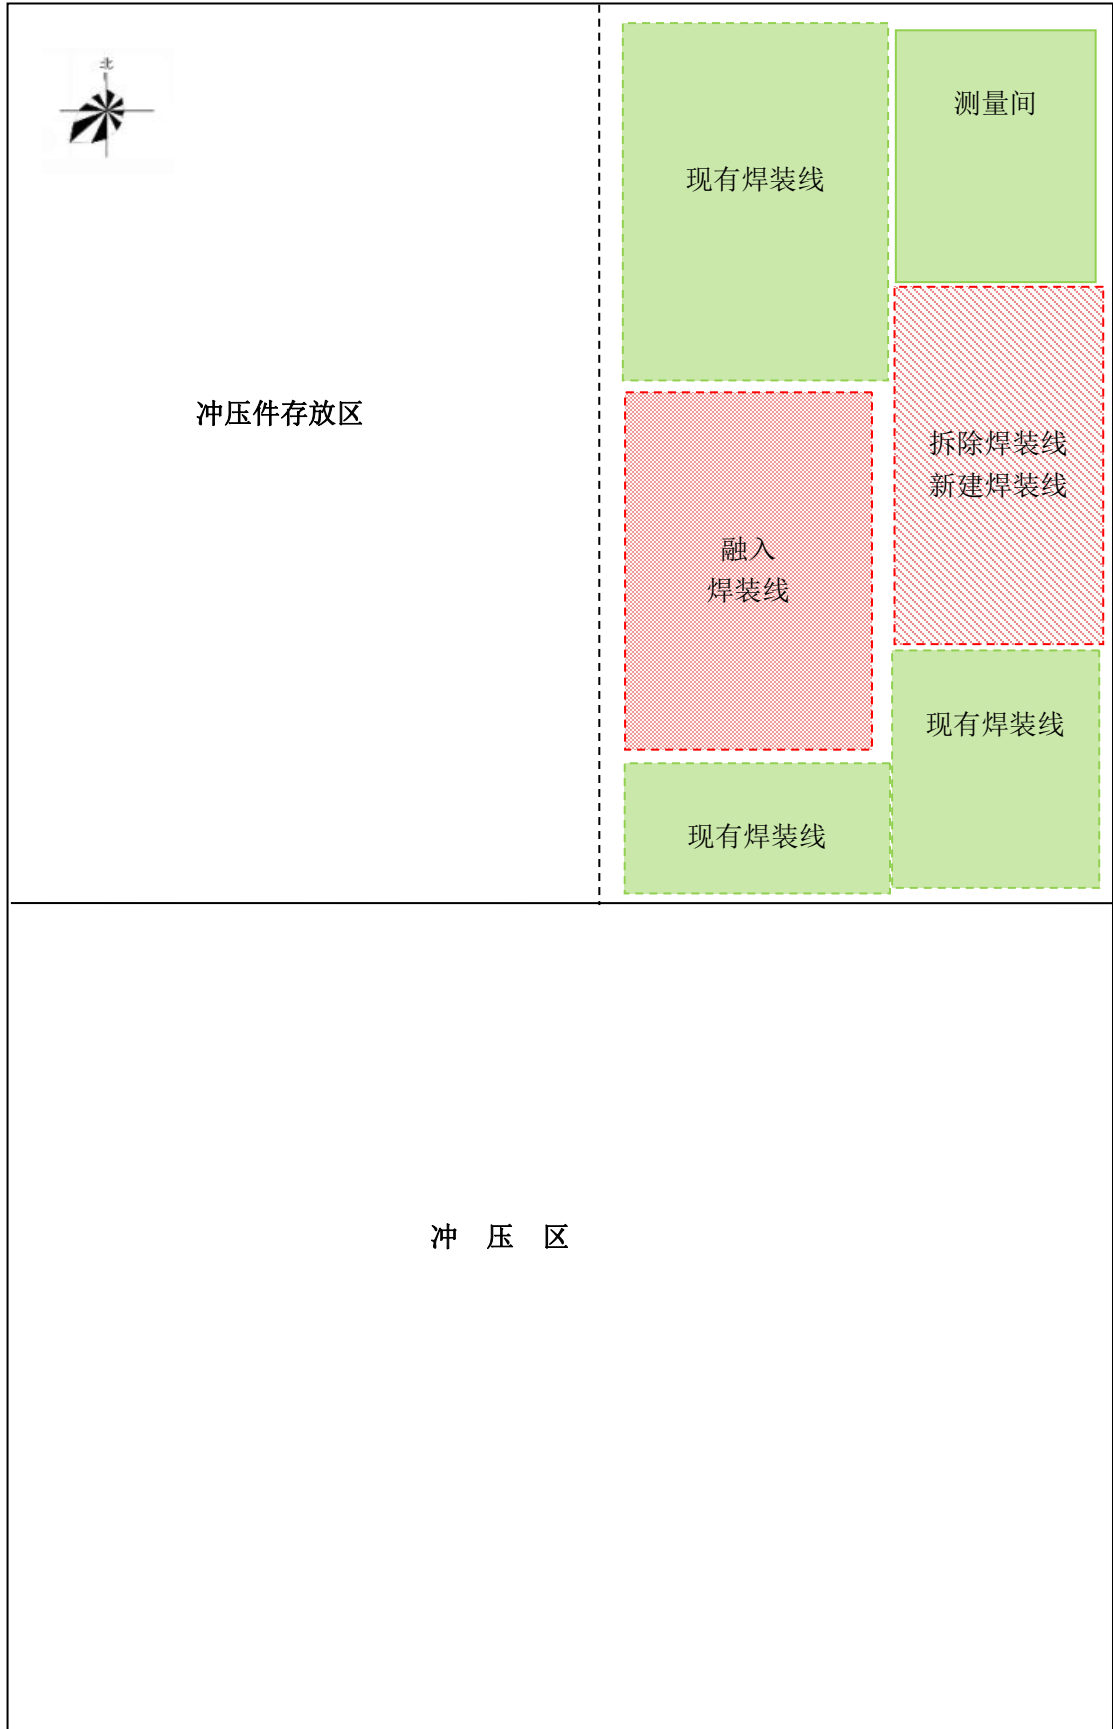 北
测量间
现有焊装线
冲压件存放区
拆除焊装线
新建焊装线
融入
焊装线
现有焊装线
现有焊装线
冲 压 区